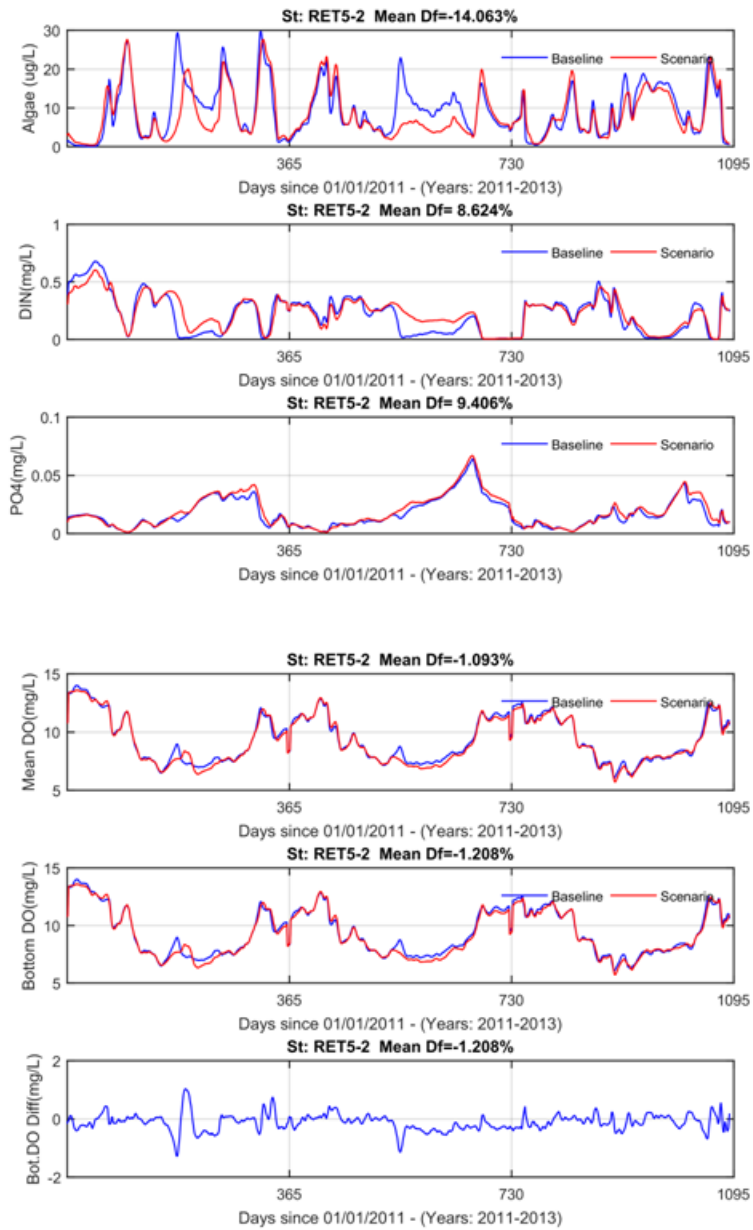 St: RET5-2 Mean Df=-14.063%
30
20
10
0
Algae (ug/L)
Baseline Scenario
365 730 1095
Days since 01/01/2011 - (Years: 2011-2013)
St: RET5-2 Mean Df= 8.624%
1
0.5
0
DIN(mg/L)
Baseline Scenario
365 730 1095
Days since 01/01/2011 - (Years: 2011-2013)
St: RET5-2 Mean Df= 9.406%
0.1
0.05
0
PO4(mg/L)
Baseline Scenario
365 730 1095
Days since 01/01/2011 - (Years: 2011-2013)
St: RET5-2 Mean Df=-1.093%
15
10
5
Mean DO(mg/L)
Baseline Scenario
365 730 1095
Days since 01/01/2011 - (Years: 2011-2013)
St: RET5-2 Mean Df=-1.208%
15
10
5
Bottom DO(mg/L)
Baseline Scenario
365 730 1095
Days since 01/01/2011 - (Years: 2011-2013)
St: RET5-2 Mean Df=-1.208%
2
0
-2
Bot.DO Diff(mg/L)
365 730 1095
Days since 01/01/2011 - (Years: 2011-2013)